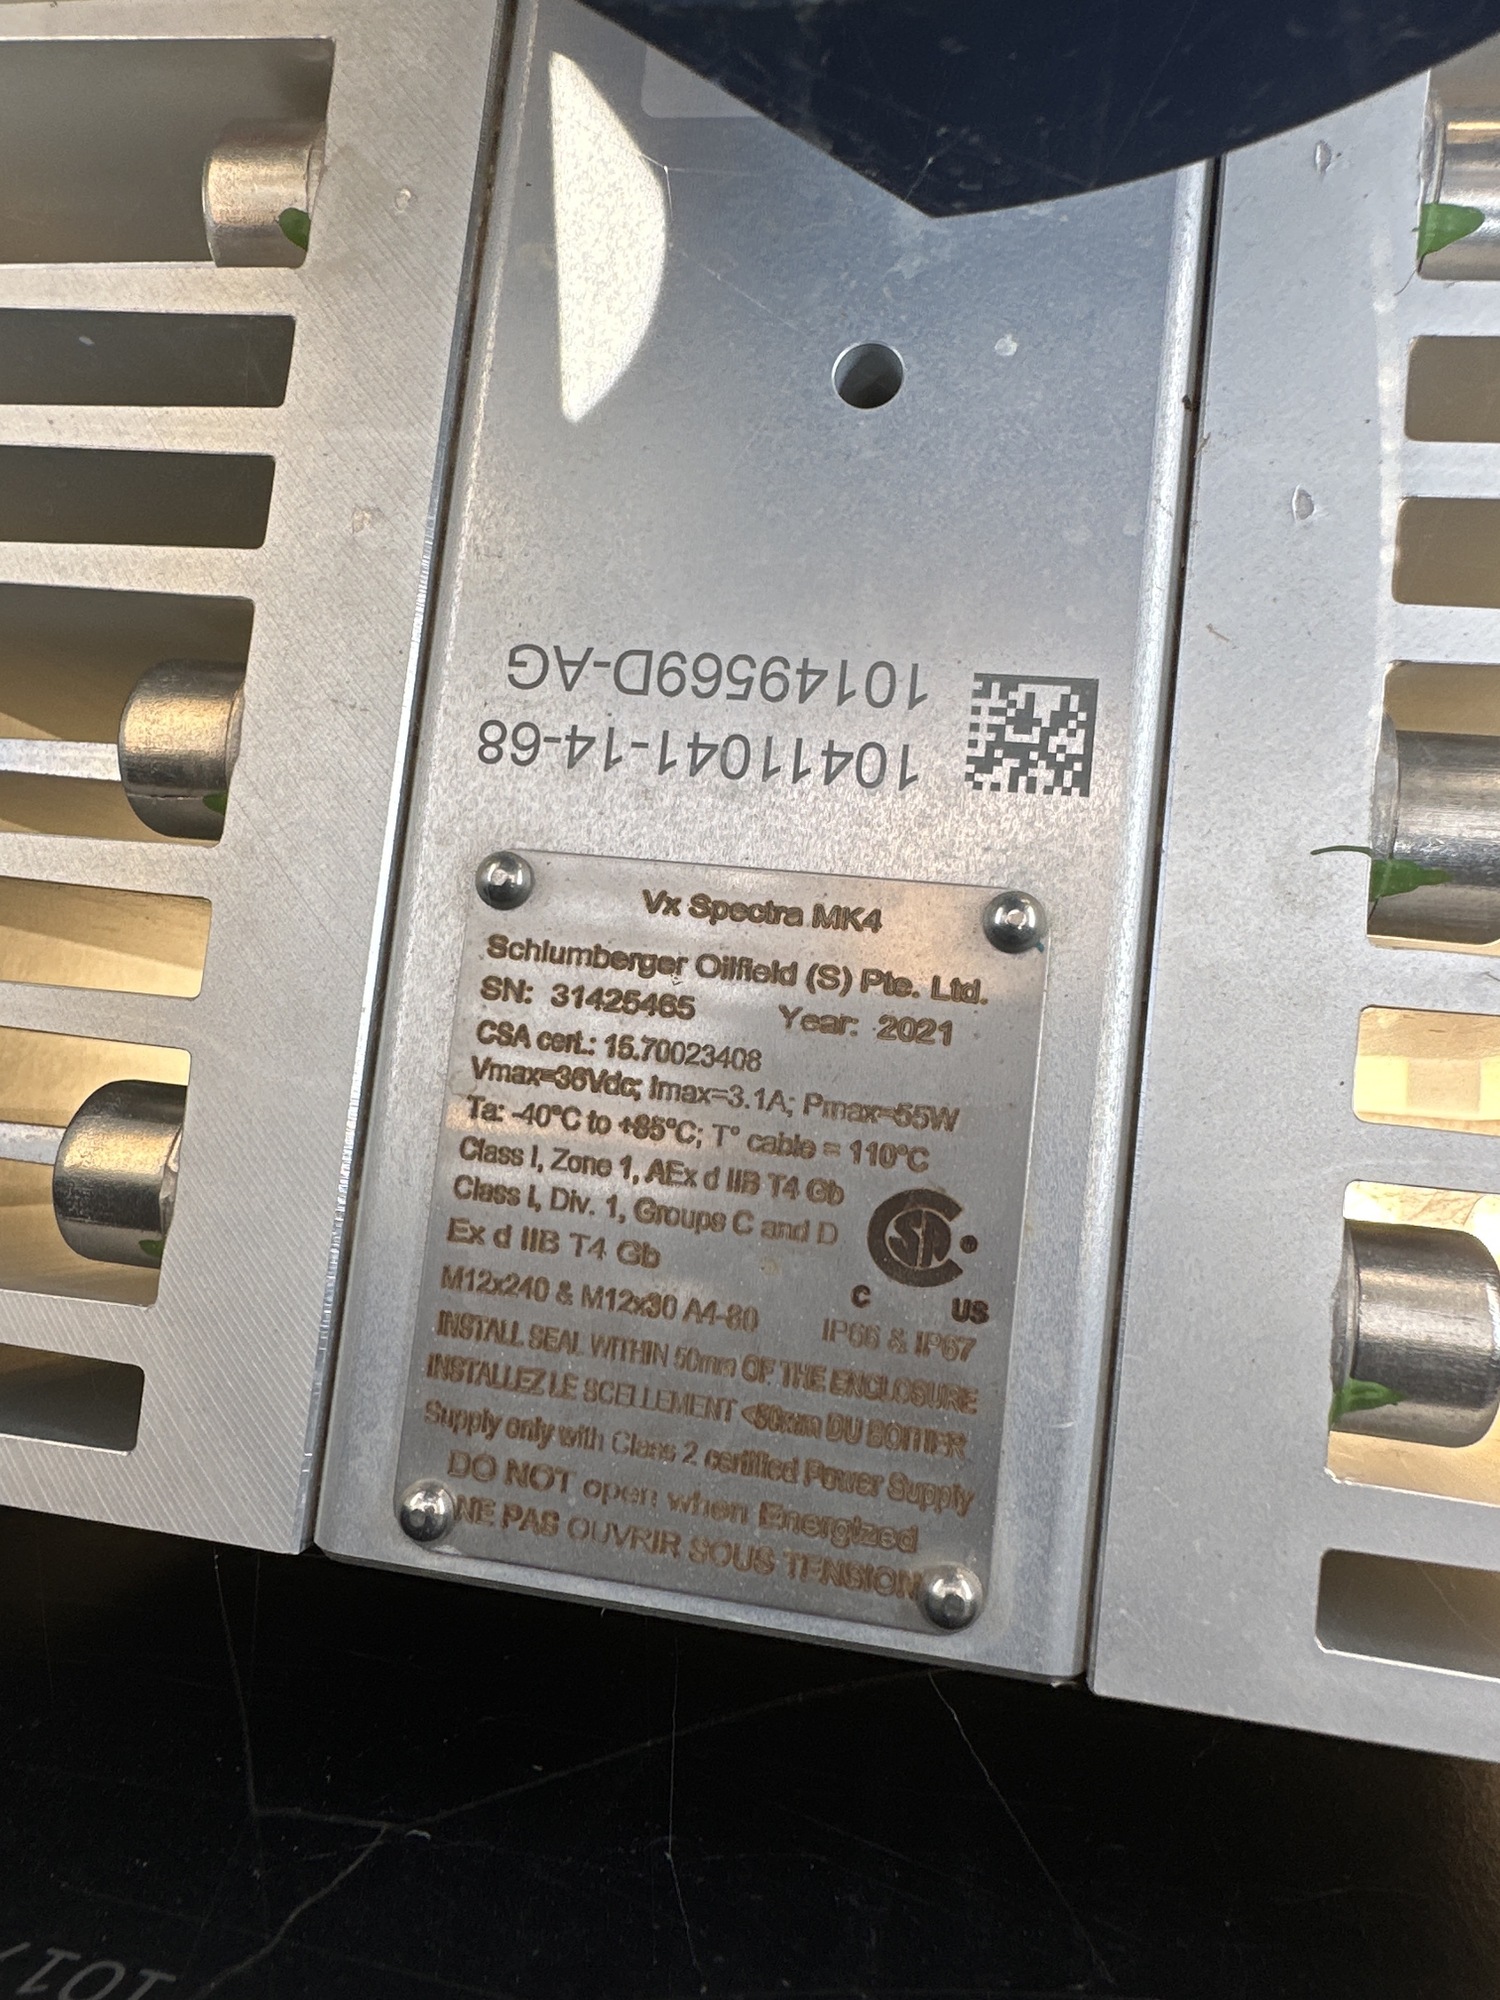 10411041-14-68
10149569D-AG
Vx Spectra MK4
Schlumberger Oilfield (S) Pte. Ltd.
SN: 31425465 Year: 2021
CSA cert.: 15.70023408
Vmax=36Vdc; Imax=3.1A; Pmax=55W
Ta: -40°C to +85°C; T° cable = 110°C
Class I, Zone 1, AEx d IIB T4 Gb
Class I, Div. 1, Groups C and D
Ex d IIB T4 Gb
M12x240 & M12x30 A4-80
CSA ®
C US
IP66 & IP67
INSTALL SEAL WITHIN 50mm OF THE ENCLOSURE
INSTALLEZ LE SCELLEMENT <50mm DU BOITIER
Supply only with Class 2 certified Power Supply
DO NOT open when Energized
NE PAS OUVRIR SOUS TENSION